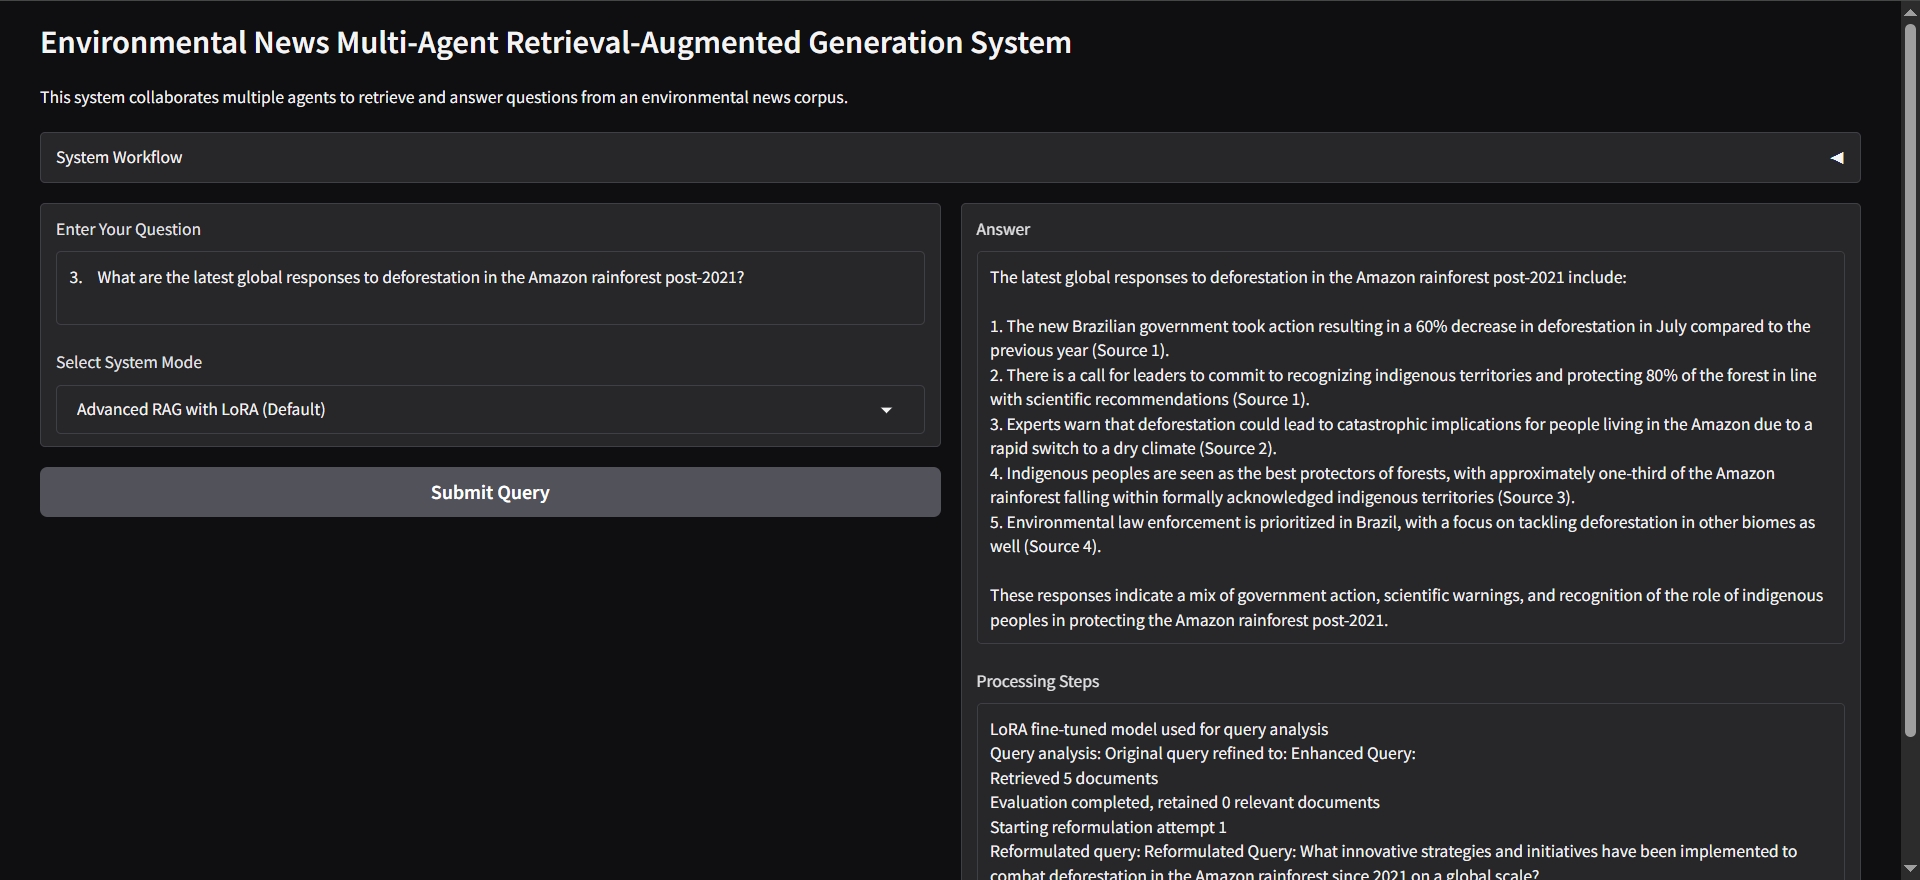 Environmental News Multi-Agent Retrieval-Augmented Generation System
This system collaborates multiple agents to retrieve and answer questions from an environmental news corpus.
System Workflow
Enter Your Question
3. What are the latest global responses to deforestation in the Amazon rainforest post-2021?
Select System Mode
Advanced RAG with LoRA (Default)
Submit Query
Answer
The latest global responses to deforestation in the Amazon rainforest post-2021 include:
1. The new Brazilian government took action resulting in a 60% decrease in deforestation in July compared to the
previous year (Source 1).
2. There is a call for leaders to commit to recognizing indigenous territories and protecting 80% of the forest in line
with scientific recommendations (Source 1).
3. Experts warn that deforestation could lead to catastrophic implications for people living in the Amazon due to a
rapid switch to a dry climate (Source 2).
4. Indigenous peoples are seen as the best protectors of forests, with approximately one-third of the Amazon
rainforest falling within formally acknowledged indigenous territories (Source 3).
5. Environmental law enforcement is prioritized in Brazil, with a focus on tackling deforestation in other biomes as
well (Source 4).
These responses indicate a mix of government action, scientific warnings, and recognition of the role of indigenous
peoples in protecting the Amazon rainforest post-2021.
Processing Steps
LoRA fine-tuned model used for query analysis
Query analysis: Original query refined to: Enhanced Query:
Retrieved 5 documents
Evaluation completed, retained 0 relevant documents
Starting reformulation attempt 1
Reformulated query: Reformulated Query: What innovative strategies and initiatives have been implemented to
combat deforestation in the Amazon rainforest since 2021 on a global scale?